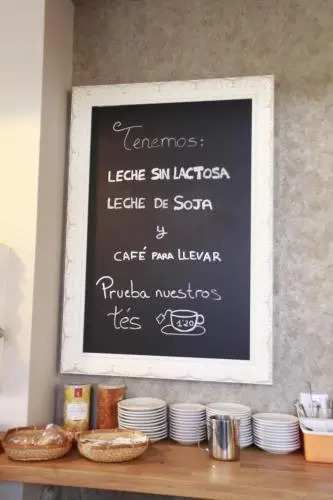 Tenemos:
LECHE SIN LACTOSA
LECHE DE SOJA
y
CAFÉ PARA LLEVAR
Prueba nuestros
tés 1'20